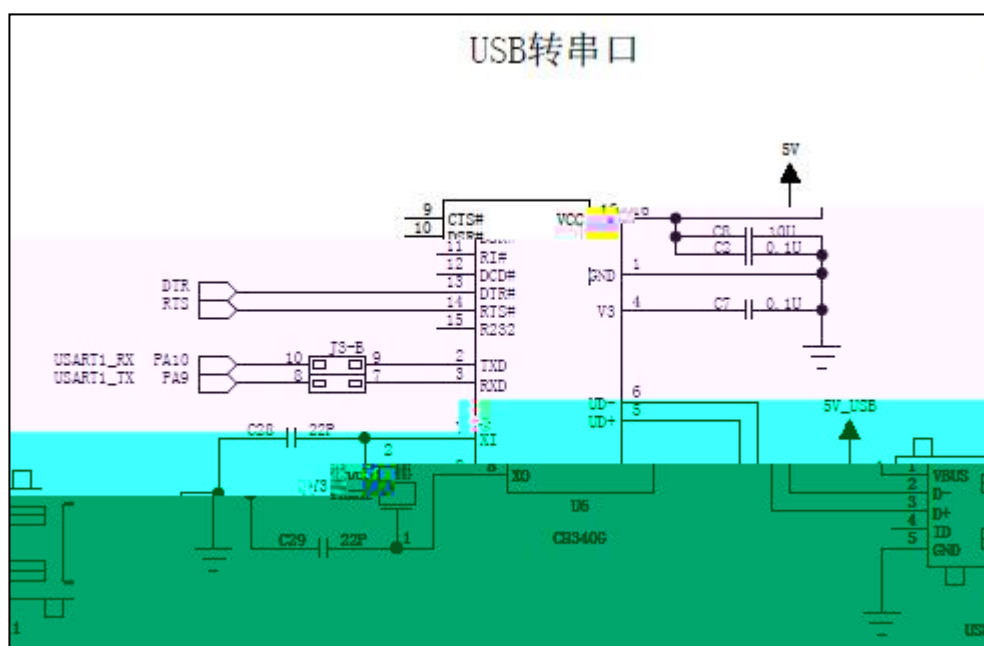 USB转串口
5V
9 CTS# VCC
10
C8 10U
11 C2 0.1U
12 RI#
13 DCD# GND 1
DTR DTR#
RTS 14 RTS# V3 4 C7 0.1U
15 R232
J3-B
USART1_RX PA10 10 9 2 TXD
USART1_TX PA9 8 7 3 RXD
6
UD- 5
UD+ 5V_USB
C28 22P XI
2
8 XO 1 VBUS
U6 2 D-
3 D+
C29 22P 1 CH340G 4 ID
5 GND
1